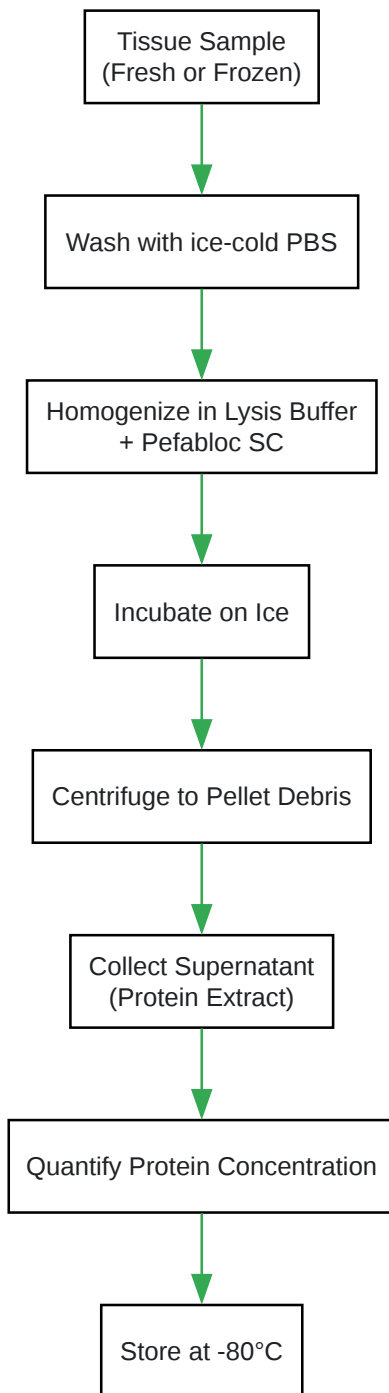 Tissue Sample
(Fresh or Frozen)
Wash with ice-cold PBS
Homogenize in Lysis Buffer
+ Pefabloc SC
Incubate on Ice
Centrifuge to Pellet Debris
Collect Supernatant
(Protein Extract)
Quantify Protein Concentration
Store at -80°C